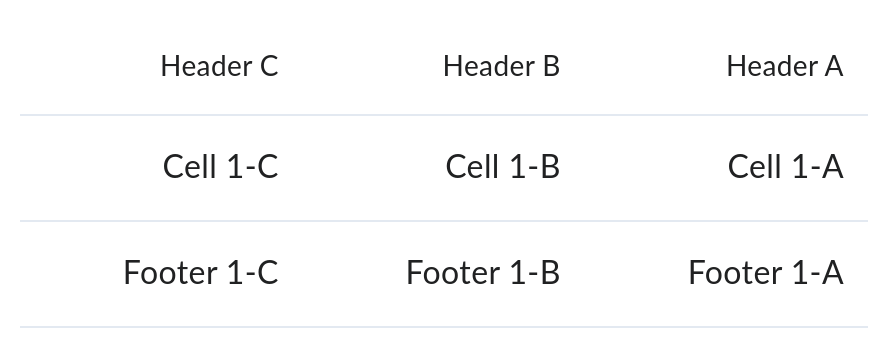 Header C Header B Header A
Cell 1-C Cell 1-B Cell 1-A
Footer 1-C Footer 1-B Footer 1-A